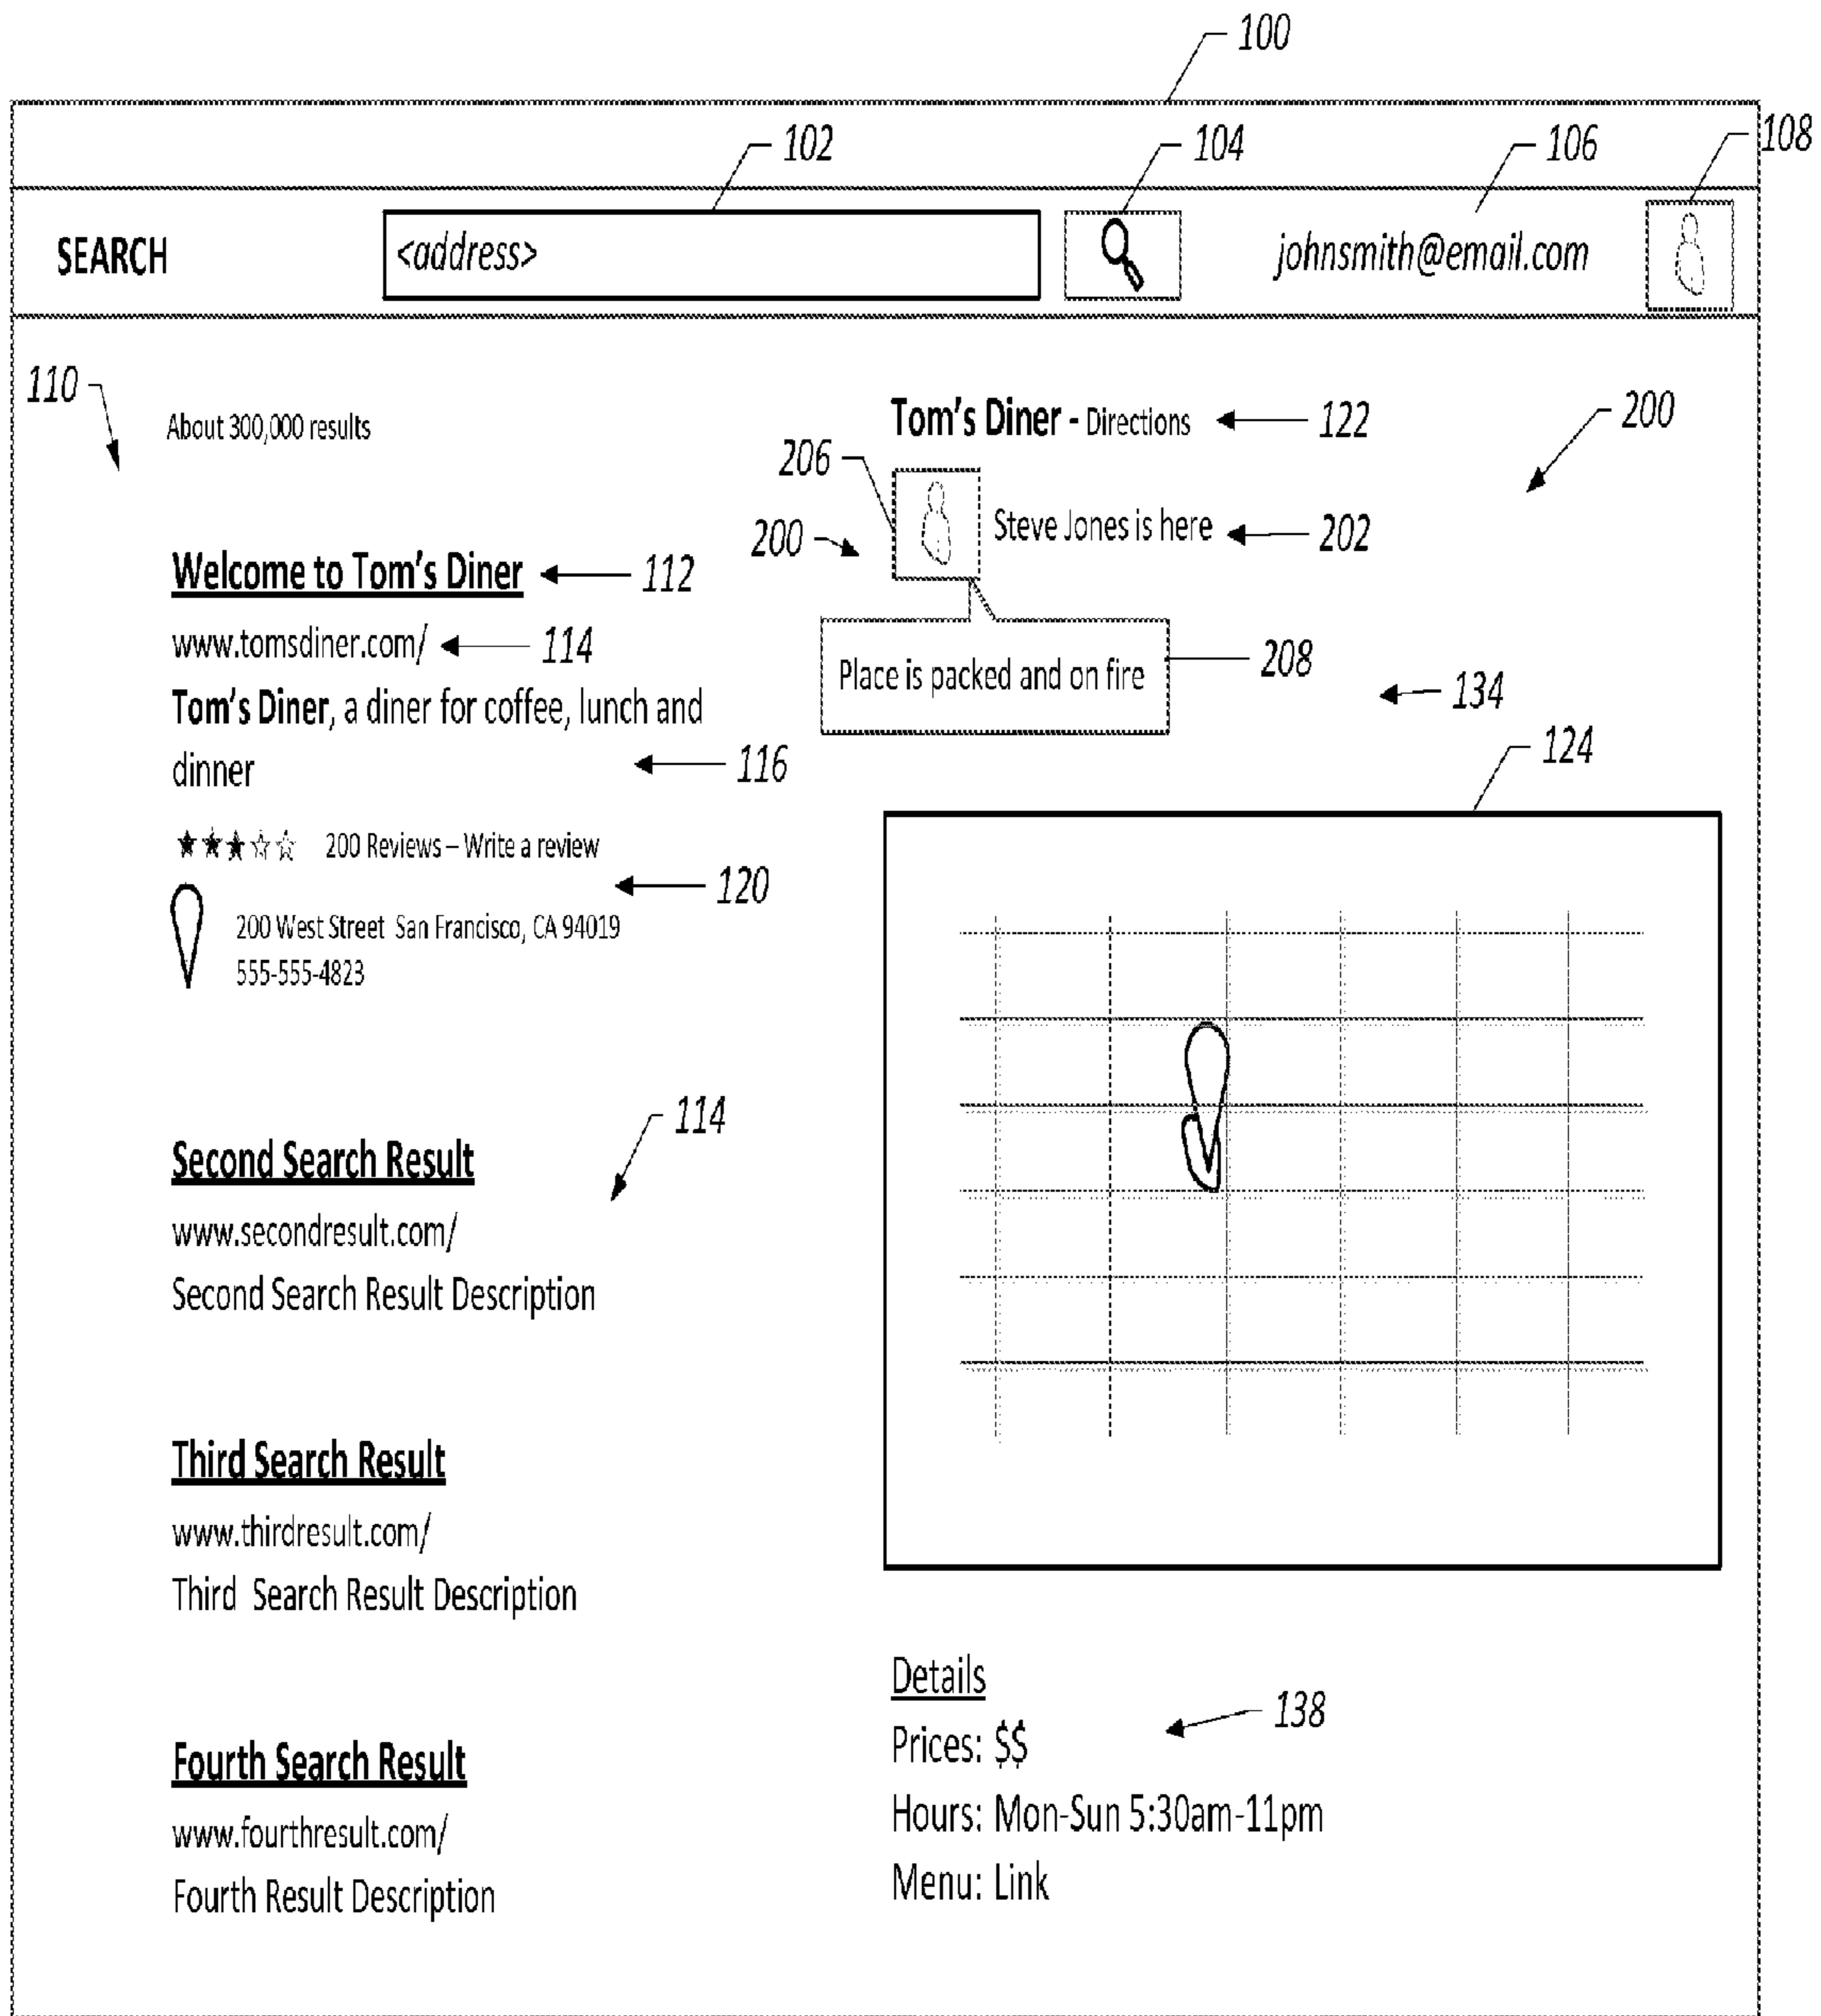 100
102
104
106
108
SEARCH
<address>
johnsmith@email.com
110
About 300,000 results
Welcome to Tom's Diner
112
www.tomsdiner.com/
114
Tom's Diner, a diner for coffee, lunch and
dinner
116
200 Reviews – Write a review
120
200 West Street San Francisco, CA 94019
555-555-4823
114
Second Search Result
www.secondresult.com/
Second Search Result Description
Third Search Result
www.thirdresult.com/
Third Search Result Description
Fourth Search Result
www.fourthresult.com/
Fourth Result Description
Tom's Diner - Directions
122
200
206
Steve Jones is here
202
200
Place is packed and on fire
208
134
124
Details
138
Prices: $$
Hours: Mon-Sun 5:30am-11pm
Menu: Link